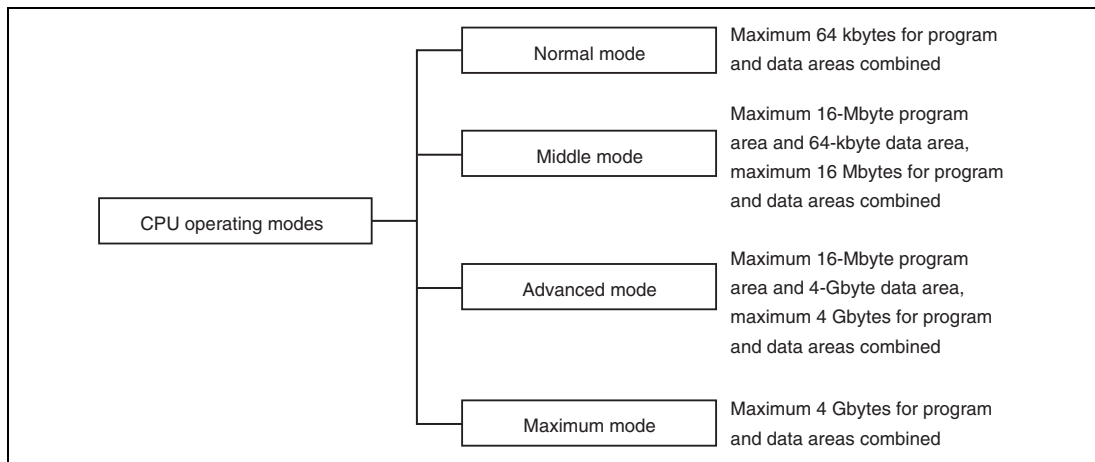 CPU operating modes
Normal mode
Maximum 64 kbytes for program
and data areas combined
Middle mode
Maximum 16-Mbyte program
area and 64-kbyte data area,
maximum 16 Mbytes for program
and data areas combined
Advanced mode
Maximum 16-Mbyte program
area and 4-Gbyte data area,
maximum 4 Gbytes for program
and data areas combined
Maximum mode
Maximum 4 Gbytes for program
and data areas combined